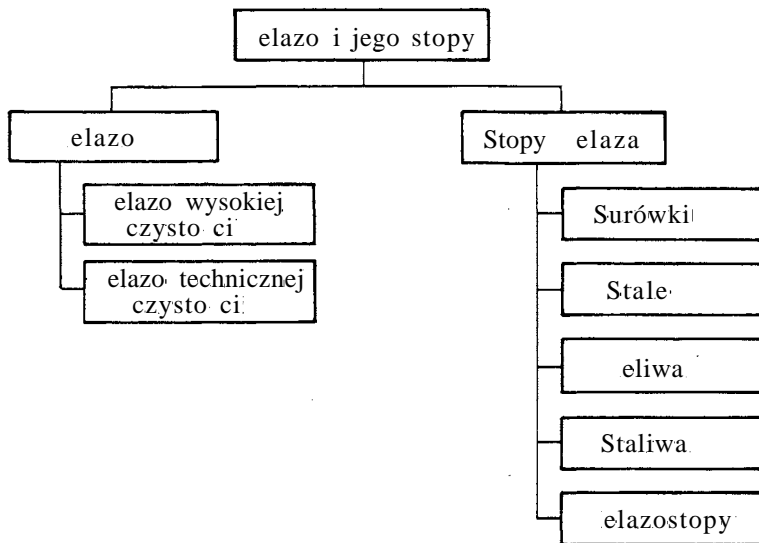 elazo i jego stopy
elazo
elazo wysokiej
czysto ci
elazo technicznej
czysto ci
Stopy elaza
Surówki
Stale
eliwa
Staliwa
elazostopy